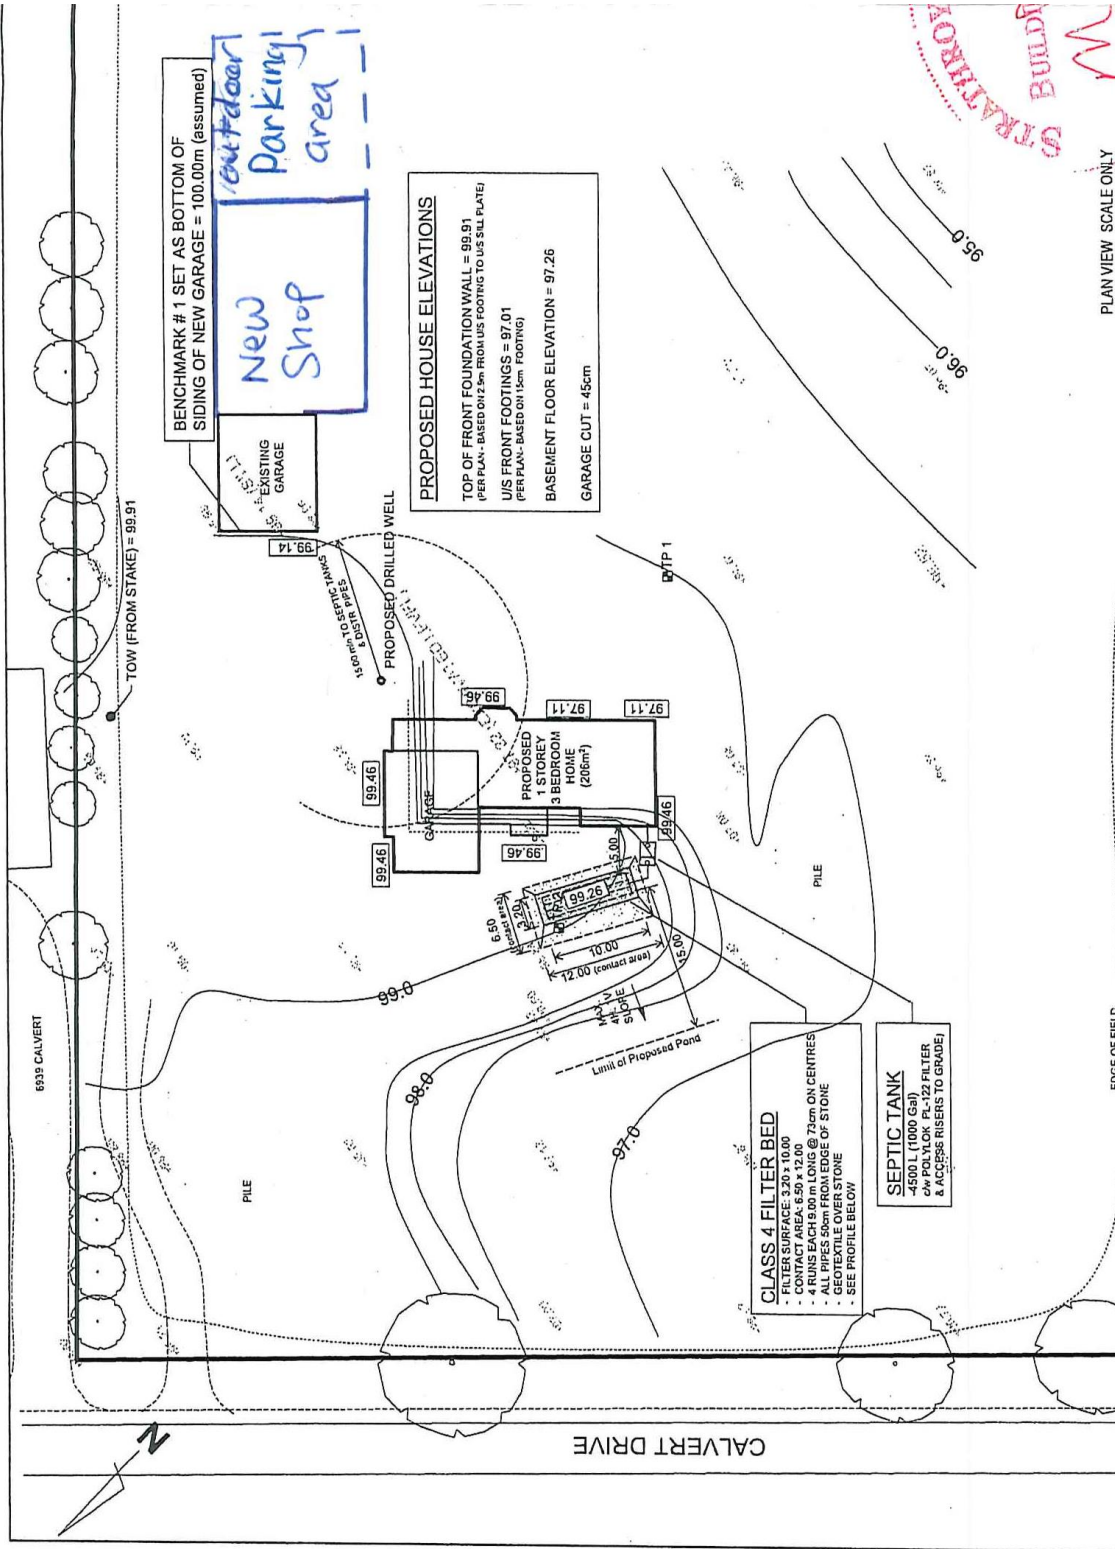 6939 CALVERT
CALVERT DRIVE
N
PILE
TOW (FROM STAKE) = 99.91
BENCHMARK # 1 SET AS BOTTOM OF
SIDING OF NEW GARAGE = 100.00m (assumed)
outdoor
Parking
area
New
Shop
EXISTING
GARAGE
99.14
15.00 min TO SEPTIC TANKS
& DISTR. PIPES
PROPOSED DRILLED WELL
PROPOSED HOUSE ELEVATIONS
TOP OF FRONT FOUNDATION WALL = 99.91
(PER PLAN - BASED ON 2.5m FROM U/S FOOTING TO U/S SILL PLATE)
U/S FRONT FOOTINGS = 97.01
(PER PLAN - BASED ON 15cm FOOTING)
BASEMENT FLOOR ELEVATION = 97.26
GARAGE CUT = 45cm
99.46
99.46
GARAGE
99.46
PROPOSED
1 STOREY
3 BEDROOM
HOME
(206m²)
99.46
97.11
97.11
99.46
5.00
99.26
6.50
(contact area)
3.20
10.00
12.00 (contact area)
15.00
SLOPE
Limit of Proposed Pond
99.0
98.0
97.0
96.0
95.0
TP 1
PILE
CLASS 4 FILTER BED
- FILTER SURFACE: 3.20 x 10.00
- CONTACT AREA: 6.50 x 12.00
- 4 RUNS EACH 9.00 m LONG @ 73cm ON CENTRES
- ALL PIPES 50cm FROM EDGE OF STONE
- GEOTEXTILE OVER STONE
- SEE PROFILE BELOW
SEPTIC TANK
-4500 L (1000 Gal)
c/w POLYLOK PL-122 FILTER
& ACCESS RISERS TO GRADE)
EDGE OF FIELD
PLAN VIEW SCALE ONLY
STRATHROY
BUILDI